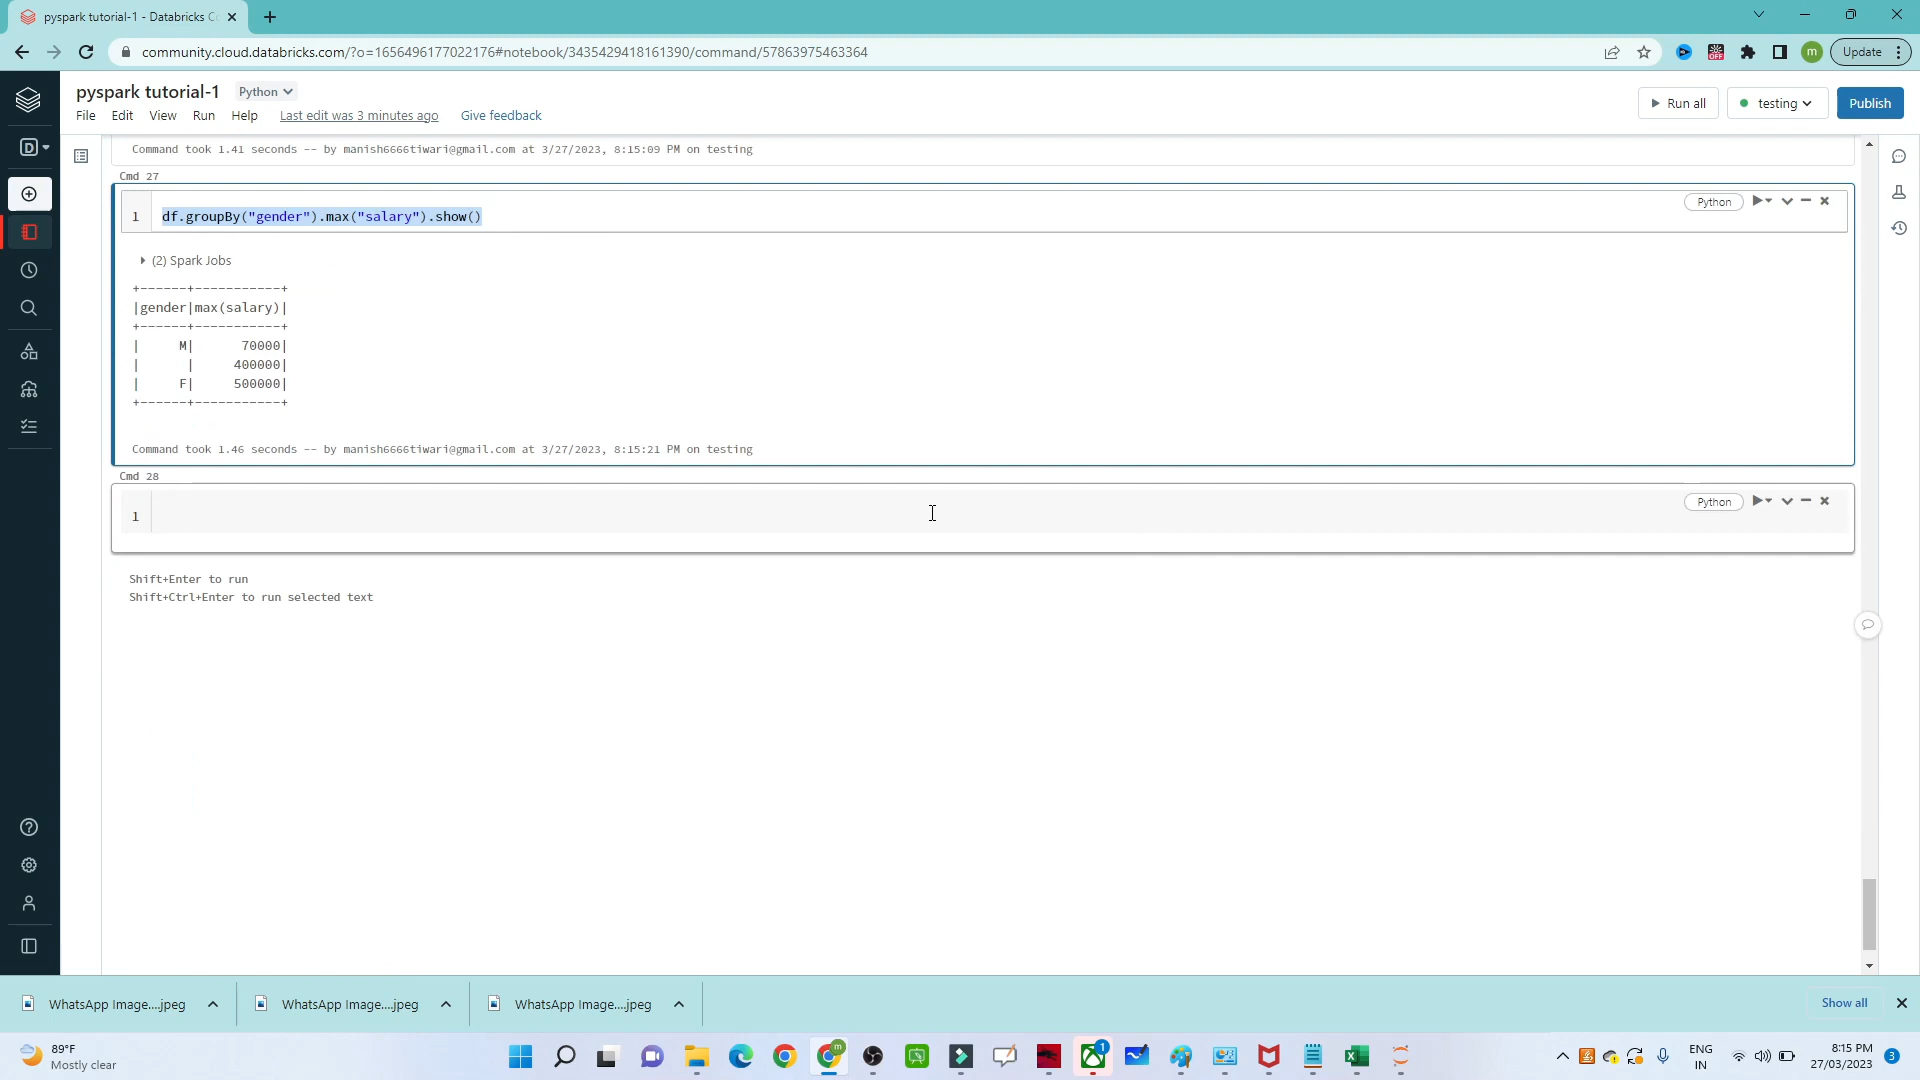 pyspark tutorial-1 - Databricks Co
community.cloud.databricks.com/?o=1656496177022176#notebook/3435429418161390/command/57863975463364
OFF
m
Update
pyspark tutorial-1
Python
File
Edit
View
Run
Help
Last edit was 3 minutes ago
Give feedback
Run all
testing
Publish
D
Command took 1.41 seconds -- by manish6666tiwari@gmail.com at 3/27/2023, 8:15:09 PM on testing
Cmd 27
1
df.groupBy("gender").max("salary").show()
Python
(2) Spark Jobs
+------+-----------+
|gender|max(salary)|
+------+-----------+
|     M|      70000|
|      |     400000|
|     F|     500000|
+------+-----------+
Command took 1.46 seconds -- by manish6666tiwari@gmail.com at 3/27/2023, 8:15:21 PM on testing
Cmd 28
1
Python
Shift+Enter to run
Shift+Ctrl+Enter to run selected text
WhatsApp Image....jpeg
WhatsApp Image....jpeg
WhatsApp Image....jpeg
Show all
89°F
Mostly clear
m
1
ENG
IN
8:15 PM
27/03/2023
3